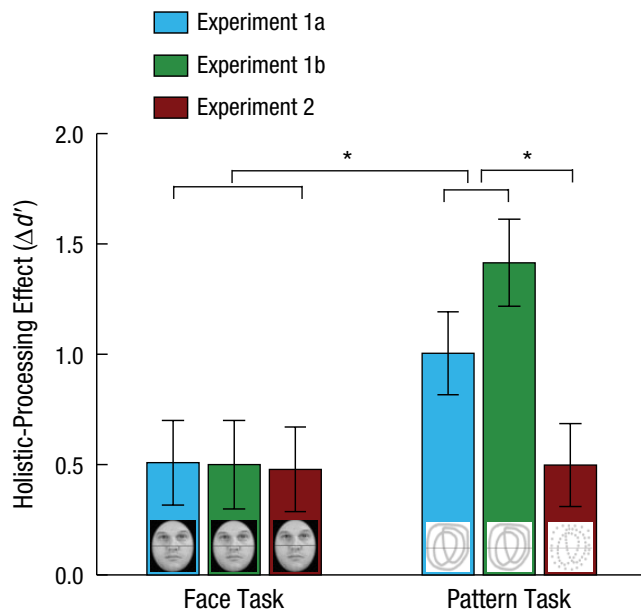 Experiment 1a
Experiment 1b
Experiment 2
2.0
*
*
1.5
1.0
0.5
0.0
Holistic-Processing Effect (Δd′)
Face Task
Pattern Task